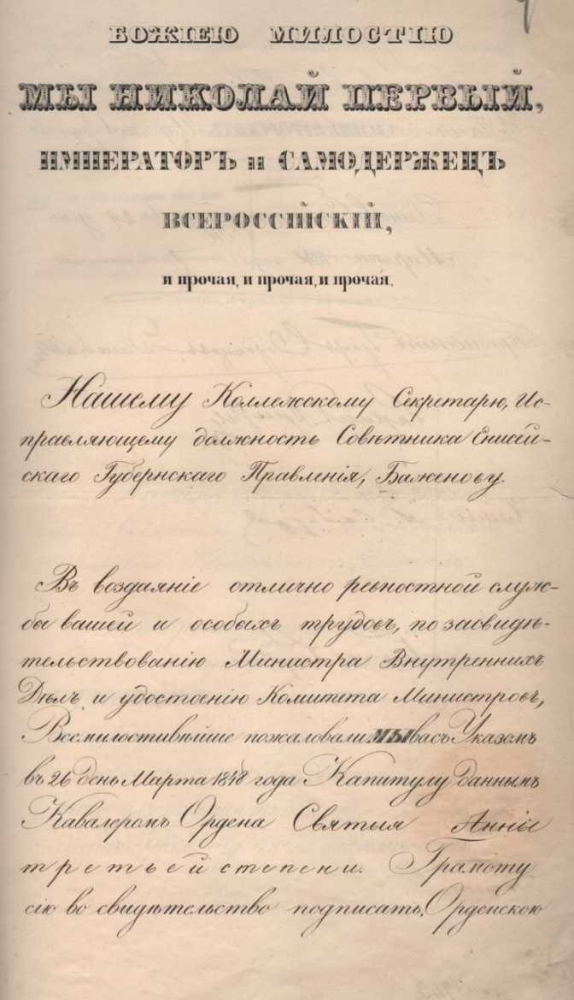 БОЖІЕЮ МИЛОСТІЮ
МЫ НИКОЛАЙ ПЕРВЫЙ,
ИМПЕРАТОРЪ и САМОДЕРЖЕЦЪ
ВСЕРОССІЙСКІЙ,
и прочая, и прочая, и прочая.
Нашему Коллежскому Секретарю, Ис-
правляющему должность Совѣтника Енисей-
скаго Губернскаго Правленія, Баженову.
Въ воздаяніе отлично ревностной служ-
бы вашей и особыхъ трудовъ, по засвидѣ-
тельствованію Министра Внутреннихъ
Дѣлъ и удостоенію Комитета Министровъ,
Всемилостивѣйше пожаловали МЫ васъ Указомъ
въ 26 день Марта 1848 года Капитулу даннымъ
Кавалеромъ Ордена Святыя Анны
третьей степени. Грамоту
сію во свидѣтельство подписать, Орденскою